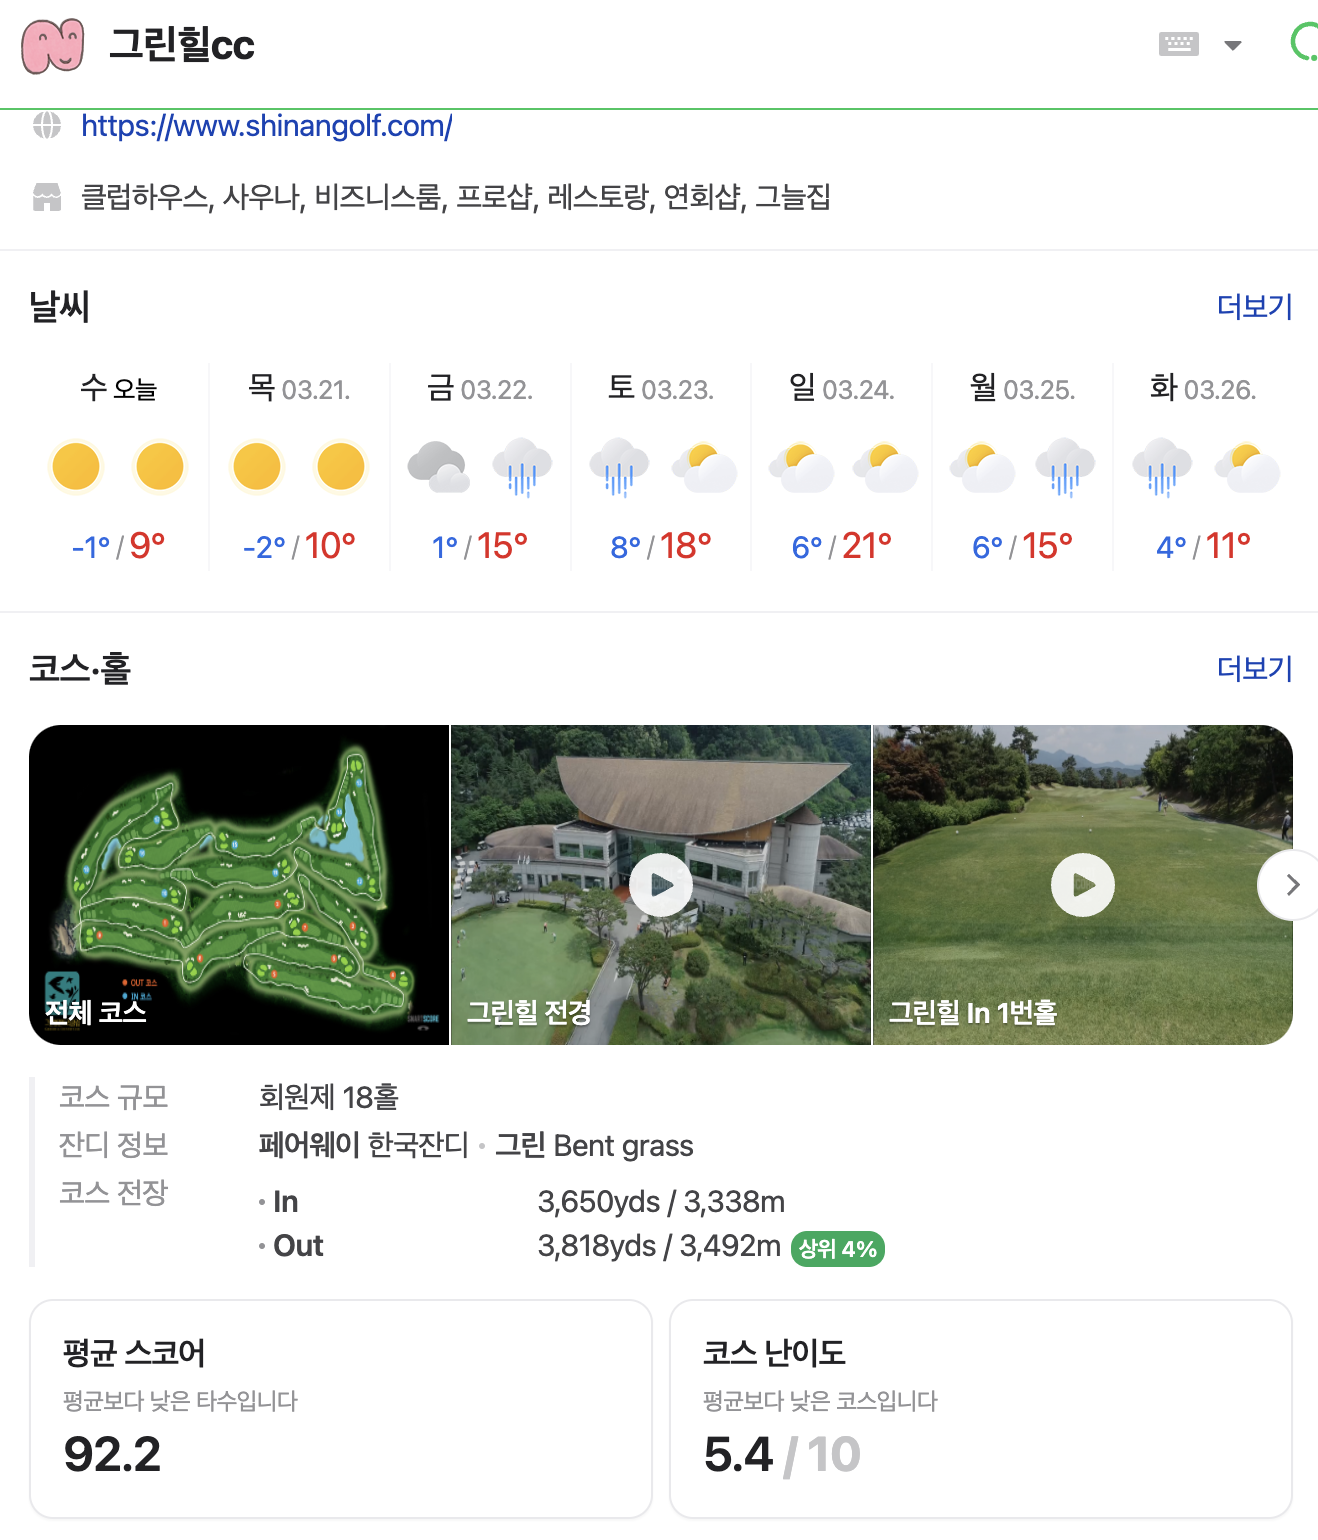 그린힐cc
https://www.shinangolf.com/
클럽하우스, 사우나, 비즈니스룸, 프로샵, 레스토랑, 연회샵, 그늘집
날씨
더보기
수 오늘
목 03.21.
금 03.22.
토 03.23.
일 03.24.
월 03.25.
화 03.26.
-1° / 9°
-2° / 10°
1° / 15°
8° / 18°
6° / 21°
6° / 15°
4° / 11°
코스·홀
더보기
OUT 코스
IN 코스
SMARTSCORE
전체 코스
그린힐 전경
그린힐 In 1번홀
코스 규모
회원제 18홀
잔디 정보
페어웨이 한국잔디 • 그린 Bent grass
코스 전장
· In 3,650yds / 3,338m
· Out 3,818yds / 3,492m 상위 4%
평균 스코어
평균보다 낮은 타수입니다
92.2
코스 난이도
평균보다 낮은 코스입니다
5.4 / 10